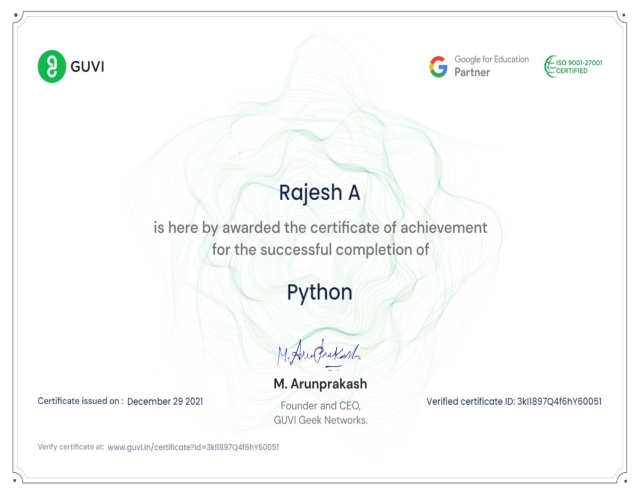 GUVI
Google for Education
Partner
ISO 9001-27001
CERTIFIED
Rajesh A
is here by awarded the certificate of achievement
for the successful completion of
Python
M. Arunprakash
M. Arunprakash
Founder and CEO,
GUVI Geek Networks.
Certificate issued on : December 29 2021
Verified certificate ID: 3kI1897Q4f6hY60051
Verify certificate at: www.guvi.in/certificate?id=3kI1897Q4f6hY60051